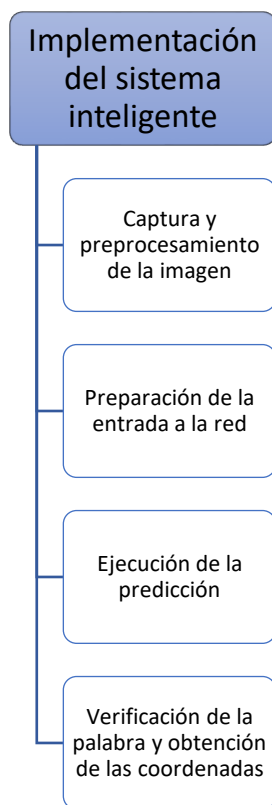 Implementación
del sistema
inteligente
Captura y
preprocesamiento
de la imagen
Preparación de la
entrada a la red
Ejecución de la
predicción
Verificación de la
palabra y obtención
de las coordenadas